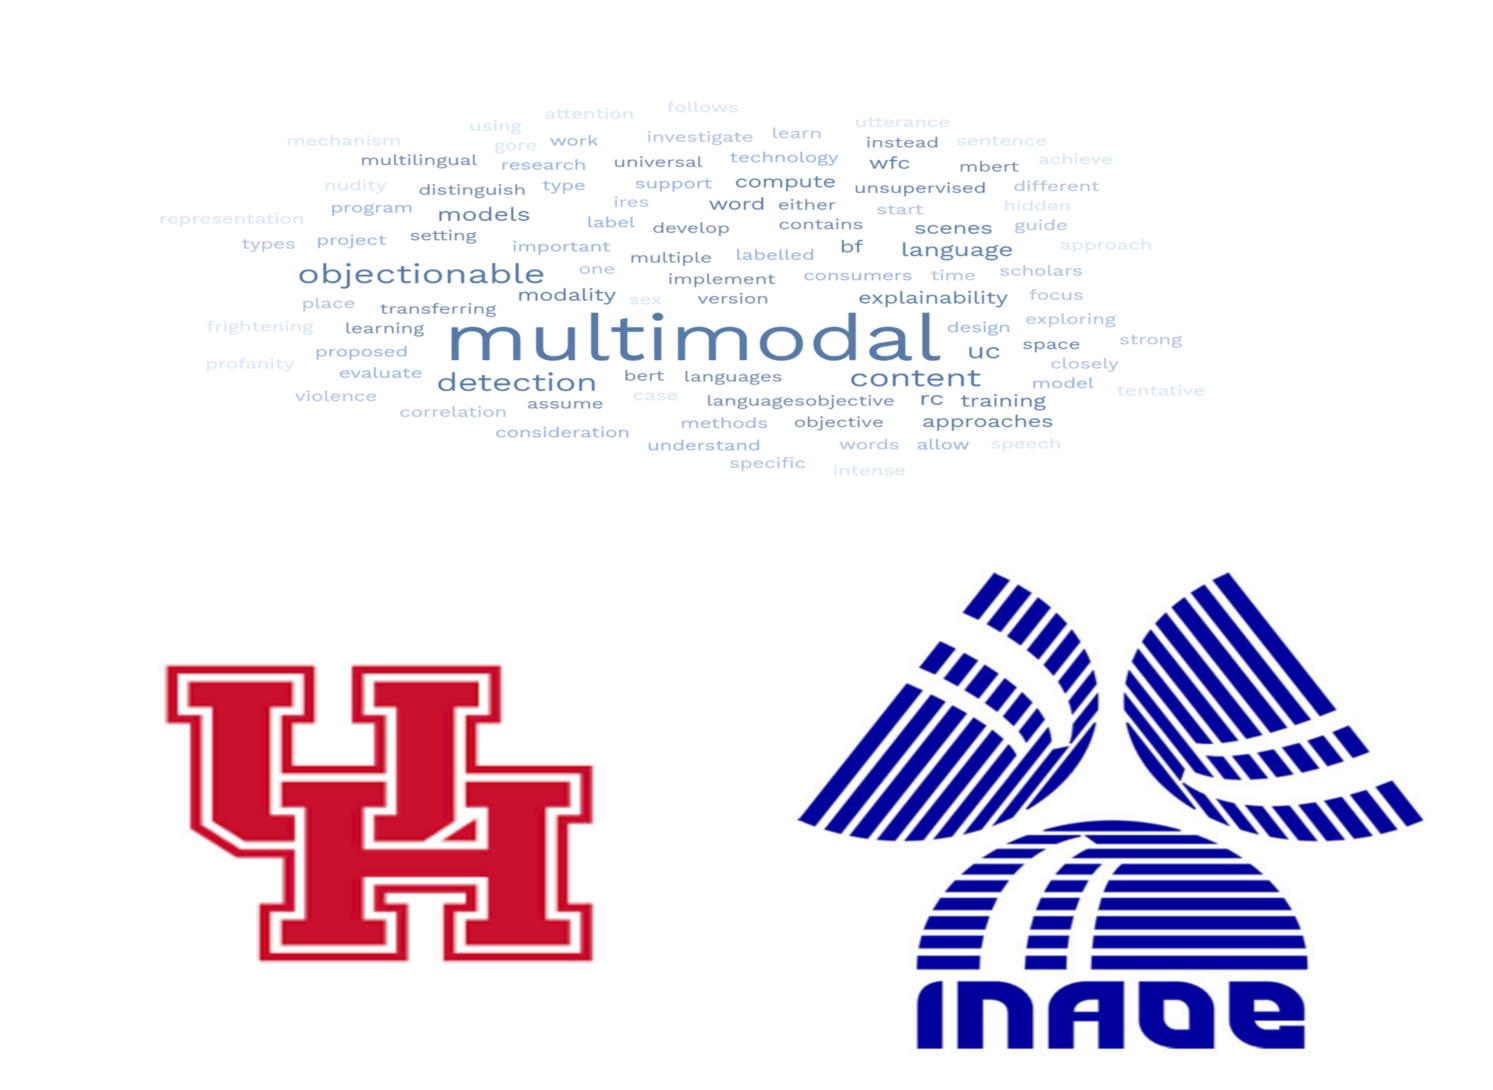 follows
attention
using utterance
mechanism gore work investigate learn instead sentence
multilingual research universal technology wfc mbert achieve
nudity distinguish type support compute unsupervised different
representation program models ires word either start hidden
label develop contains scenes guide
types project setting important multiple labelled bf language approach
objectionable one implement consumers time scholars
place transferring modality sex version explainability focus
frightening learning multimodal design exploring
profanity proposed uc space strong
evaluate detection bert languages content closely
violence correlation assume case languagesobjective rc training model tentative
consideration methods objective approaches
understand words allow speech
specific intense
UH
INAOE